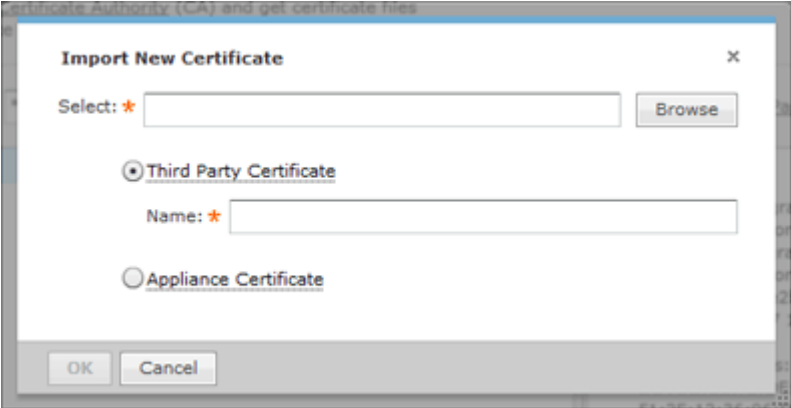 Certificate Authority (CA) and get certificate files
Import New Certificate
×
Select: * Browse
Third Party Certificate
Name: *
Appliance Certificate
OK Cancel